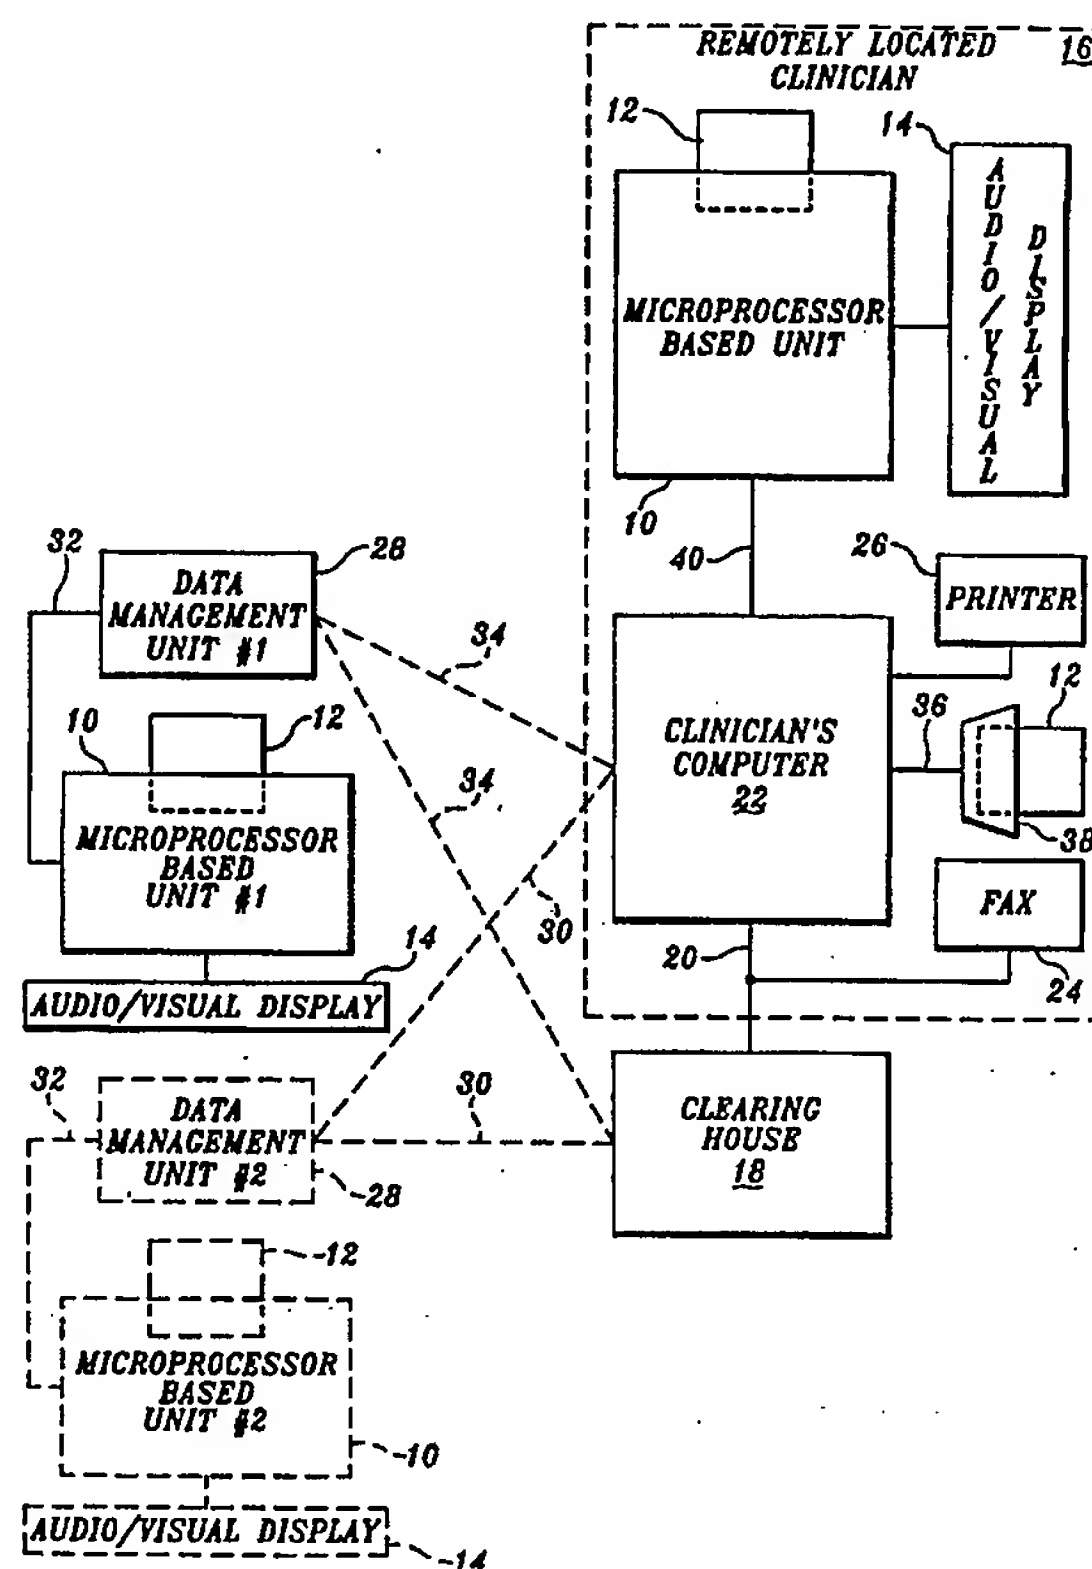 REMOTELY LOCATED
CLINICIAN
16
12
14
AUDIO/VISUAL
DISPLAY
MICROPROCESSOR
BASED UNIT
10
40
26
PRINTER
32
28
DATA
MANAGEMENT
UNIT #1
34
12
10
12
36
CLINICIAN'S
COMPUTER
22
34
38
MICROPROCESSOR
BASED
UNIT #1
30
FAX
20
24
14
AUDIO/VISUAL DISPLAY
32
30
DATA
MANAGEMENT
UNIT #2
28
CLEARING
HOUSE
18
12
MICROPROCESSOR
BASED
UNIT #2
10
AUDIO/VISUAL DISPLAY
14